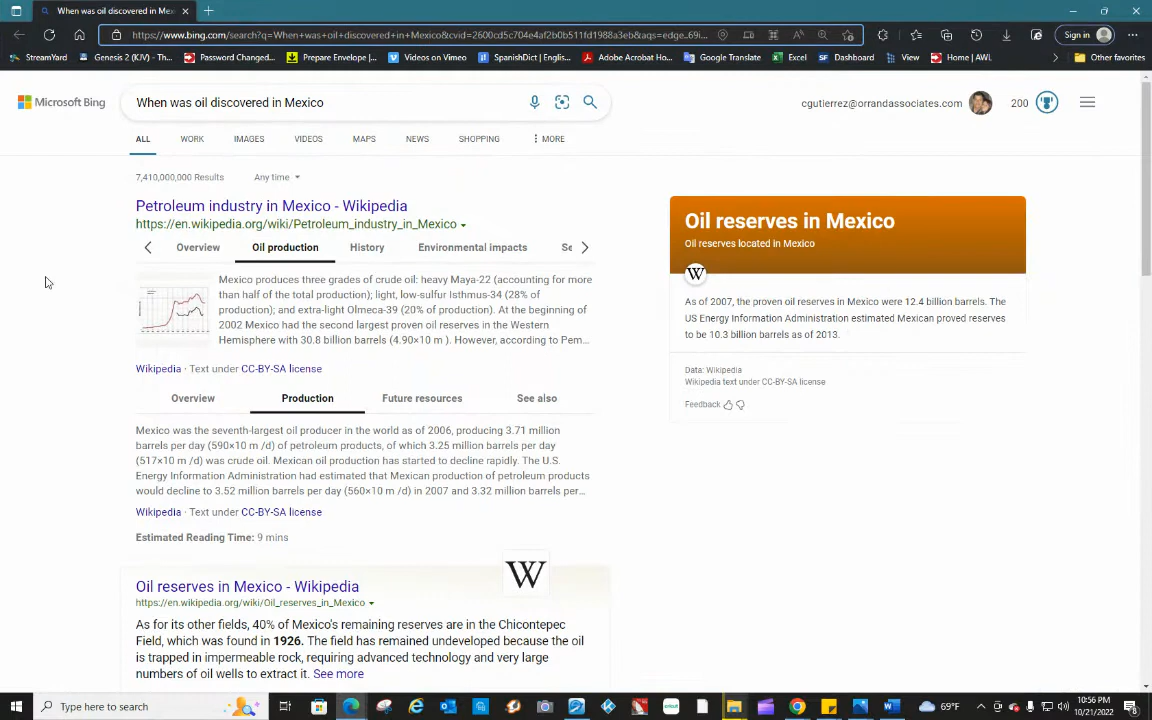 When was oil discovered in Mexi
https://www.bing.com/search?q=When+was+oil+discovered+in+Mexico&cvid=2600cd5c704e4af2b0b511fd1988a3eb&aqs=edge..69i...
Sign in
StreamYard
Genesis 2 (KJV) - Th...
Password Changed...
Prepare Envelope |...
Videos on Vimeo
SpanishDict | Englis...
Adobe Acrobat Ho...
Google Translate
Excel
SF Dashboard
View
Home | AWL
Other favorites
Microsoft Bing
When was oil discovered in Mexico
cgutierrez@orrandassociates.com
200
ALL WORK IMAGES VIDEOS MAPS NEWS SHOPPING MORE
7,410,000,000 Results Any time
Petroleum industry in Mexico - Wikipedia
https://en.wikipedia.org/wiki/Petroleum_industry_in_Mexico
Overview Oil production History Environmental impacts Se
Mexico produces three grades of crude oil: heavy Maya-22 (accounting for more
than half of the total production); light, low-sulfur Isthmus-34 (28% of
production); and extra-light Olmeca-39 (20% of production). At the beginning of
2002 Mexico had the second largest proven oil reserves in the Western
Hemisphere with 30.8 billion barrels (4.90×10 m ). However, according to Pem...
Wikipedia · Text under CC-BY-SA license
Overview Production Future resources See also
Mexico was the seventh-largest oil producer in the world as of 2006, producing 3.71 million
barrels per day (590×10 m /d) of petroleum products, of which 3.25 million barrels per day
(517×10 m /d) was crude oil. Mexican oil production has started to decline rapidly. The U.S.
Energy Information Administration had estimated that Mexican production of petroleum products
would decline to 3.52 million barrels per day (560×10 m /d) in 2007 and 3.32 million barrels per...
Wikipedia · Text under CC-BY-SA license
Estimated Reading Time: 9 mins
W
Oil reserves in Mexico - Wikipedia
https://en.wikipedia.org/wiki/Oil_reserves_in_Mexico
As for its other fields, 40% of Mexico's remaining reserves are in the Chicontepec
Field, which was found in 1926. The field has remained undeveloped because the oil
is trapped in impermeable rock, requiring advanced technology and very large
numbers of oil wells to extract it. See more
Oil reserves in Mexico
Oil reserves located in Mexico
W
As of 2007, the proven oil reserves in Mexico were 12.4 billion barrels. The
US Energy Information Administration estimated Mexican proved reserves
to be 10.3 billion barrels as of 2013.
Data: Wikipedia
Wikipedia text under CC-BY-SA license
Feedback
Type here to search
69°F
10:56 PM
10/21/2022